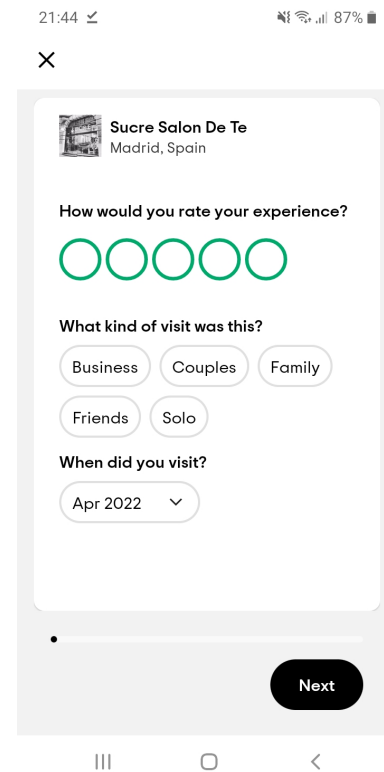 21:44 87%
Sucre Salon De Te
Madrid, Spain
How would you rate your experience?
What kind of visit was this?
Business Couples Family
Friends Solo
When did you visit?
Apr 2022
Next